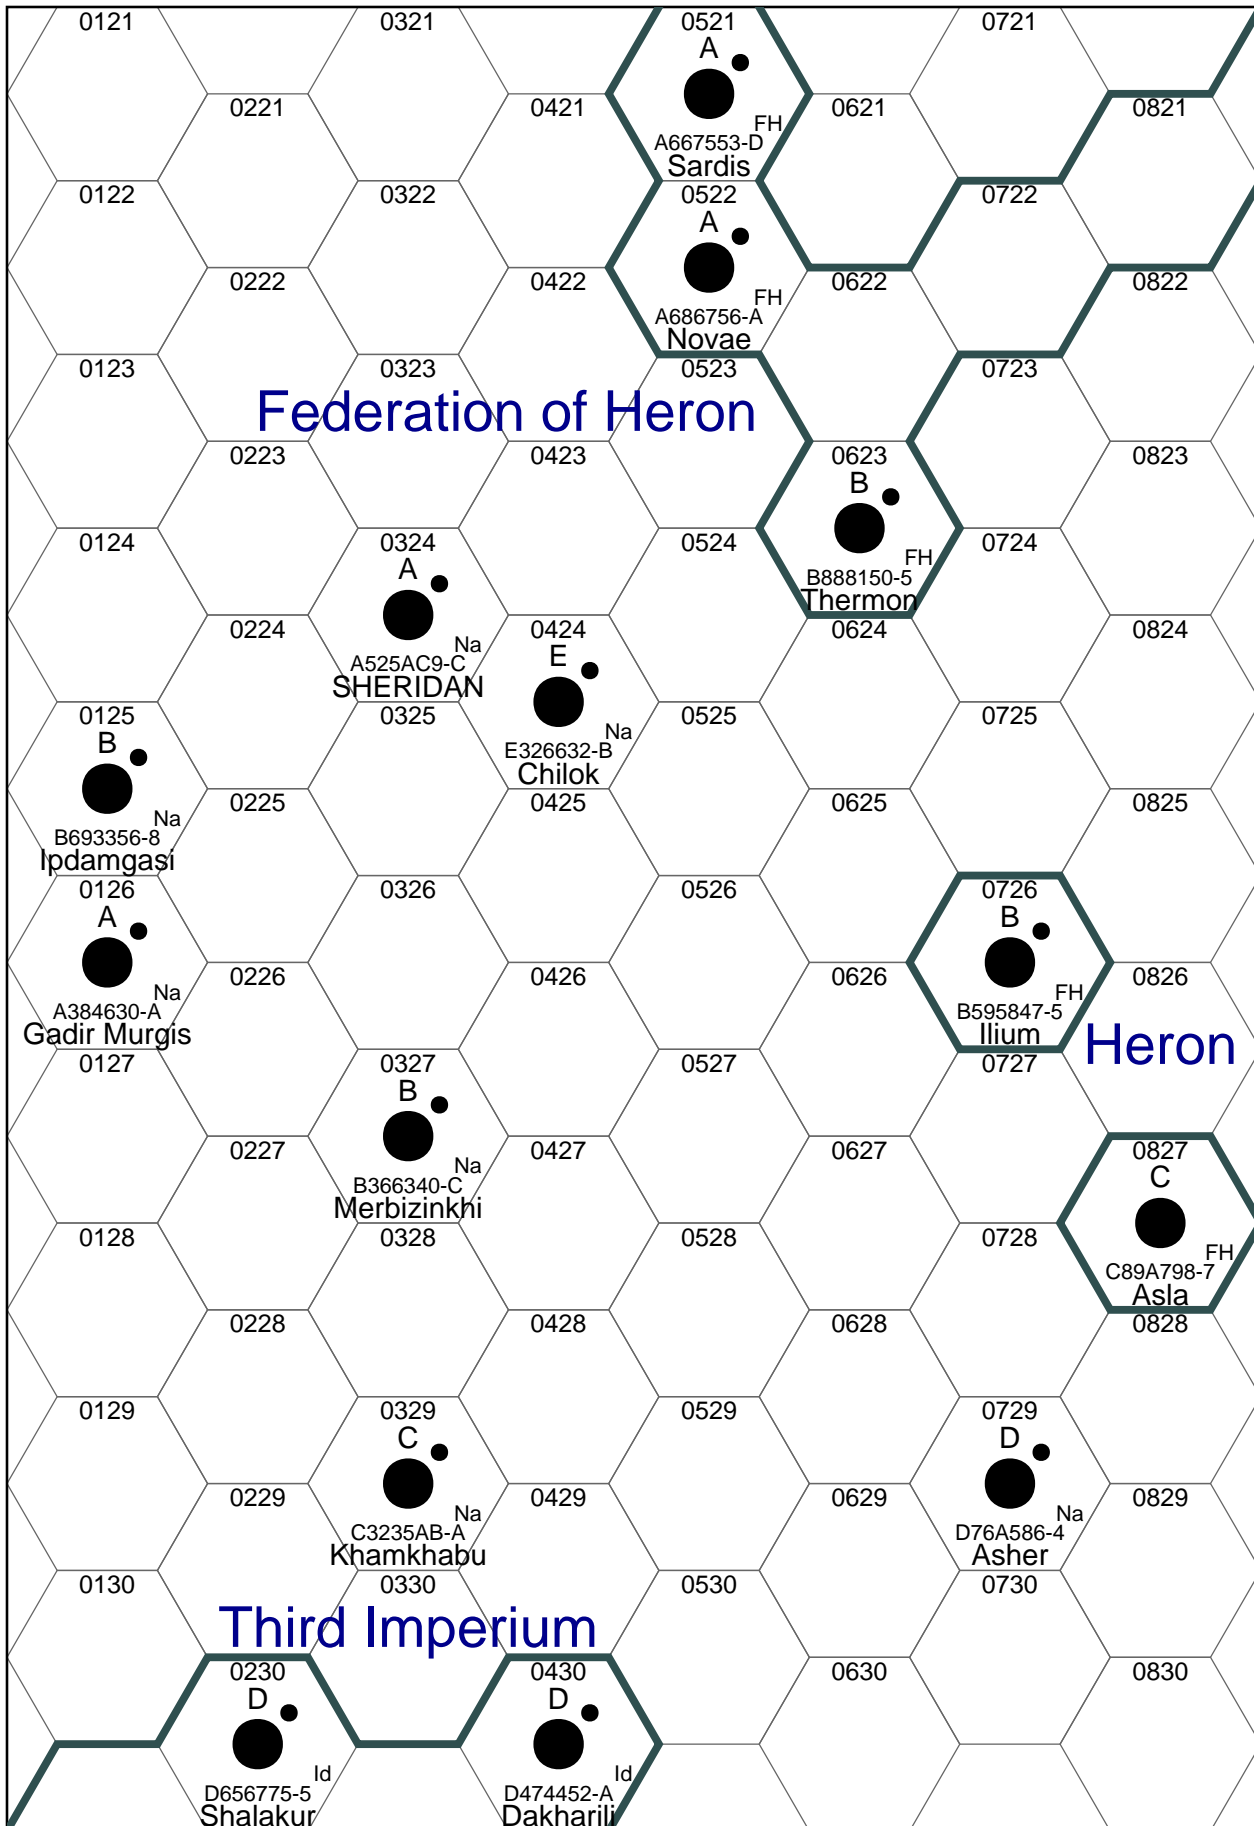 0121 0321 0521 0721
A
0221 0421 0621 0821
FH
A667553-D
Sardis
0122 0322 0522 0722
A
0222 0422 0622 0822
FH
A686756-A
Novae
0123 0323 0523 0723
Federation of Heron
0223 0423 0623 0823
B
0124 0324 0524 0724
A
FH
B888150-5
Thermon
0224 0424 0624 0824
Na
E
A525AC9-C
SHERIDAN
0125 0325 0525 0725
B
Na
E326632-B
Chilok
0225 0425 0625 0825
Na
B693356-8
Ipdamgasi
0126 0326 0526 0726
A
B
0226 0426 0626 0826
Na
FH
A384630-A
B595847-5
Gadir Murgis
Ilium
Heron
0127 0327 0527 0727
B
0227 0427 0627 0827
Na
C
B366340-C
Merbizinkhi
0128 0328 0528 0728
FH
C89A798-7
Asla
0228 0428 0628 0828
0129 0329 0529 0729
C
D
0229 0429 0629 0829
Na
Na
C3235AB-A
D76A586-4
Khamkhabu
Asher
0130 0330 0530 0730
Third Imperium
0230 0430 0630 0830
D
D
Id
Id
D656775-5
D474452-A
Shalakur
Dakharili